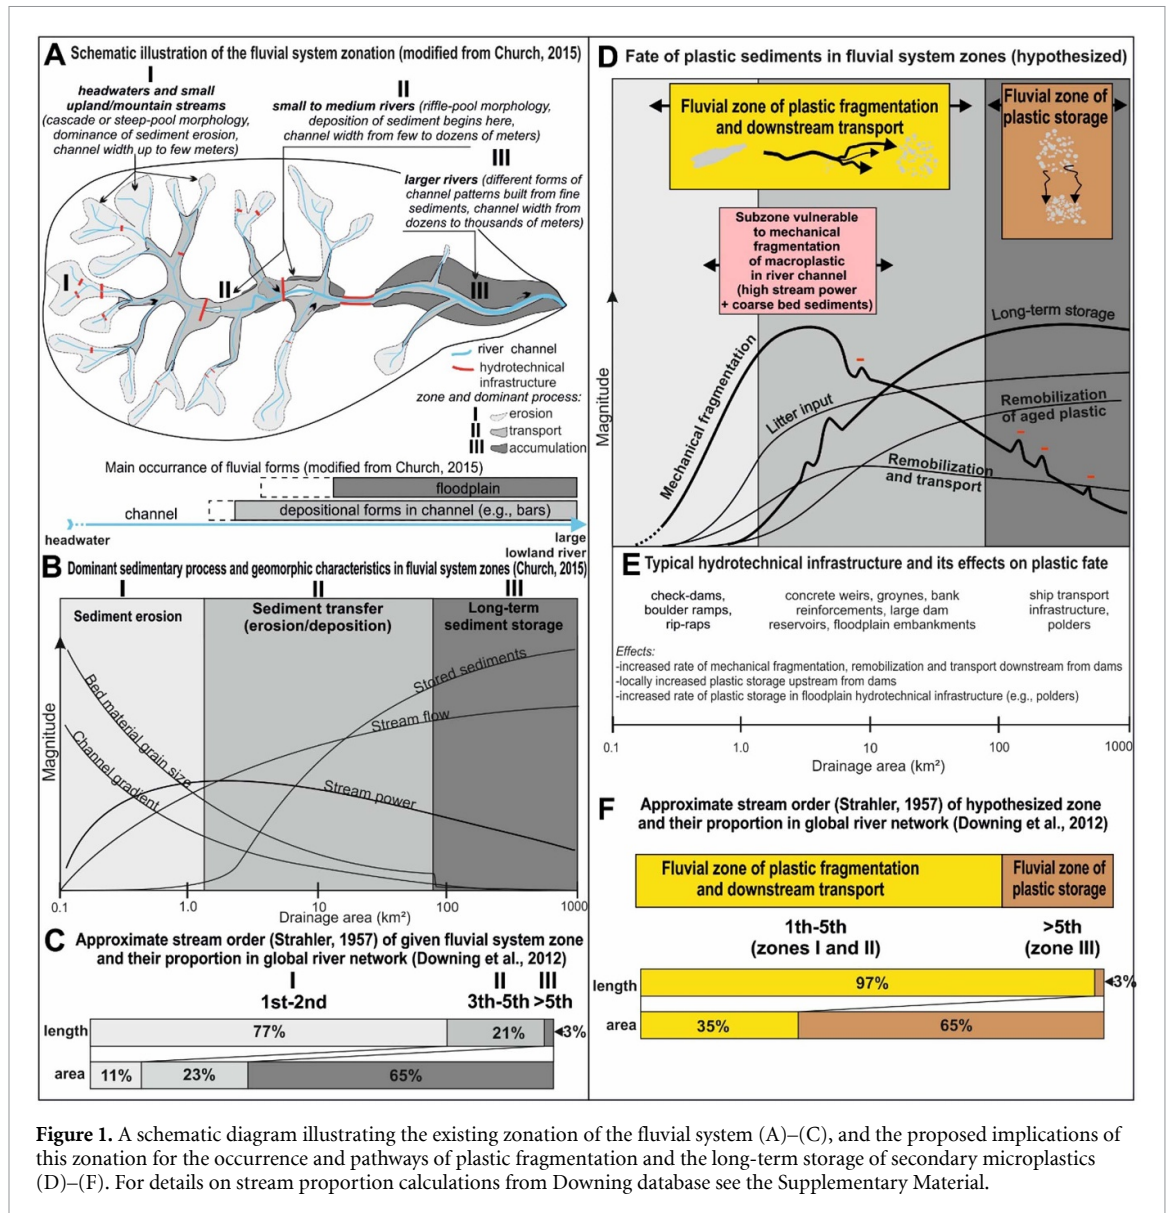 A Schematic illustration of the fluvial system zonation (modified from Church, 2015)
I
headwaters and small
upland/mountain streams
(cascade or steep-pool morphology,
dominance of sediment erosion,
channel width up to few meters)
II
small to medium rivers (riffle-pool morphology,
deposition of sediment begins here,
channel width from few to dozens of meters)
III
larger rivers (different forms of
channel patterns built from fine
sediments, channel width from
dozens to thousands of meters)
I
II
III
river channel
hydrotechnical
infrastructure
zone and dominant process:
I erosion
II transport
III accumulation
Main occurrance of fluvial forms (modified from Church, 2015)
floodplain
channel
depositional forms in channel (e.g., bars)
headwater
large
lowland river
B Dominant sedimentary process and geomorphic characteristics in fluvial system zones (Church, 2015)
I
II
III
Sediment erosion
Sediment transfer
(erosion/deposition)
Long-term
sediment storage
Magnitude
Bed material grain size
Channel gradient
Stored sediments
Stream flow
Stream power
0.1
1.0
10
100
1000
Drainage area (km²)
C Approximate stream order (Strahler, 1957) of given fluvial system zone
and their proportion in global river network (Downing et al., 2012)
I
II
III
1st-2nd
3th-5th
>5th
length
77%
21%
3%
area
11%
23%
65%
D Fate of plastic sediments in fluvial system zones (hypothesized)
Fluvial zone of plastic fragmentation
and downstream transport
Fluvial zone of
plastic storage
Subzone vulnerable
to mechanical
fragmentation
of macroplastic
in river channel
(high stream power
+ coarse bed sediments)
Magnitude
Mechanical fragmentation
Litter input
Long-term storage
Remobilization
of aged plastic
Remobilization
and transport
E Typical hydrotechnical infrastructure and its effects on plastic fate
check-dams,
boulder ramps,
rip-raps
concrete weirs, groynes, bank
reinforcements, large dam
reservoirs, floodplain embankments
ship transport
infrastructure,
polders
Effects:
-increased rate of mechanical fragmentation, remobilization and transport downstream from dams
-locally increased plastic storage upstream from dams
-increased rate of plastic storage in floodplain hydrotechnical infrastructure (e.g., polders)
0.1
1.0
10
100
1000
Drainage area (km²)
F Approximate stream order (Strahler, 1957) of hypothesized zone
and their proportion in global river network (Downing et al., 2012)
Fluvial zone of plastic fragmentation
and downstream transport
Fluvial zone of
plastic storage
1th-5th
(zones I and II)
>5th
(zone III)
length
97%
3%
area
35%
65%
Figure 1. A schematic diagram illustrating the existing zonation of the fluvial system (A)–(C), and the proposed implications of
this zonation for the occurrence and pathways of plastic fragmentation and the long-term storage of secondary microplastics
(D)–(F). For details on stream proportion calculations from Downing database see the Supplementary Material.